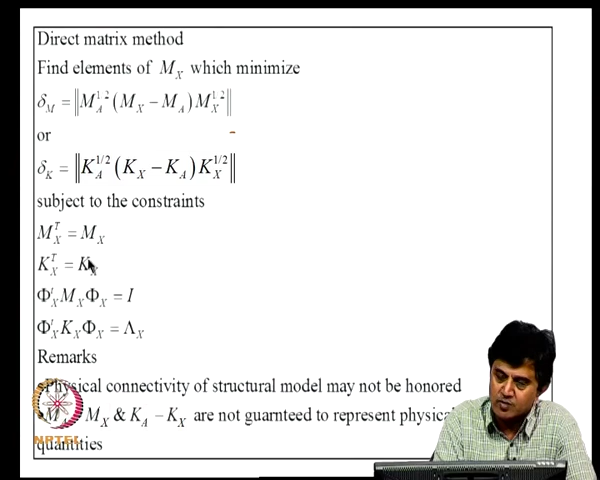 Direct matrix method
Find elements of M_X which minimize
δ_M = ‖M_A^{1 2} (M_X − M_A) M_X^{1 2}‖
or
δ_K = ‖K_A^{1/2} (K_X − K_A) K_X^{1/2}‖
subject to the constraints
M_X^T = M_X
K_X^T = K_X
Φ_X^t M_X Φ_X = I
Φ_X^t K_X Φ_X = Λ_X
Remarks
•Physical connectivity of structural model may not be honored
M_X & K_A − K_X are not guarnteed to represent physical
quantities
NPTEL